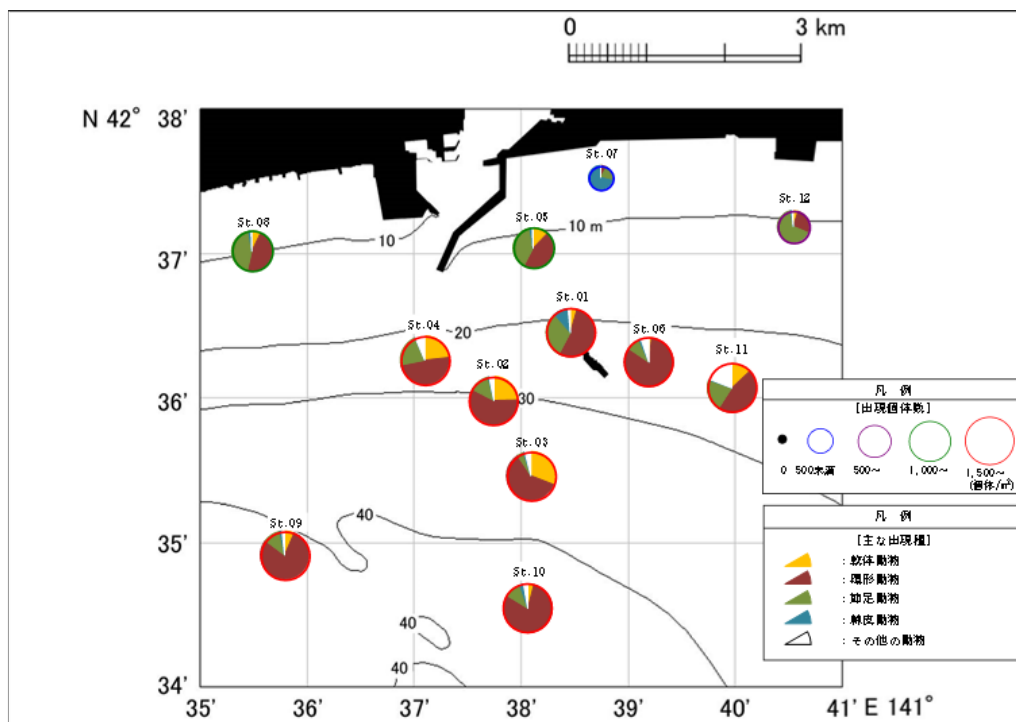 0 3 km
N 42° 38'
St.07
St.12
St.08
St.05
10
10 m
37'
St.01
St.04
St.06
20
St.02
St.11
36'
30
凡 例
[出現個体数]
0 500未満 500～ 1,000～ 1,500～
(個体/㎡)
St.03
St.09
40
35'
St.10
40
40
凡 例
[主な出現種]
：軟体動物
：環形動物
：節足動物
：棘皮動物
：その他の動物
34'
35' 36' 37' 38' 39' 40' 41' E 141°